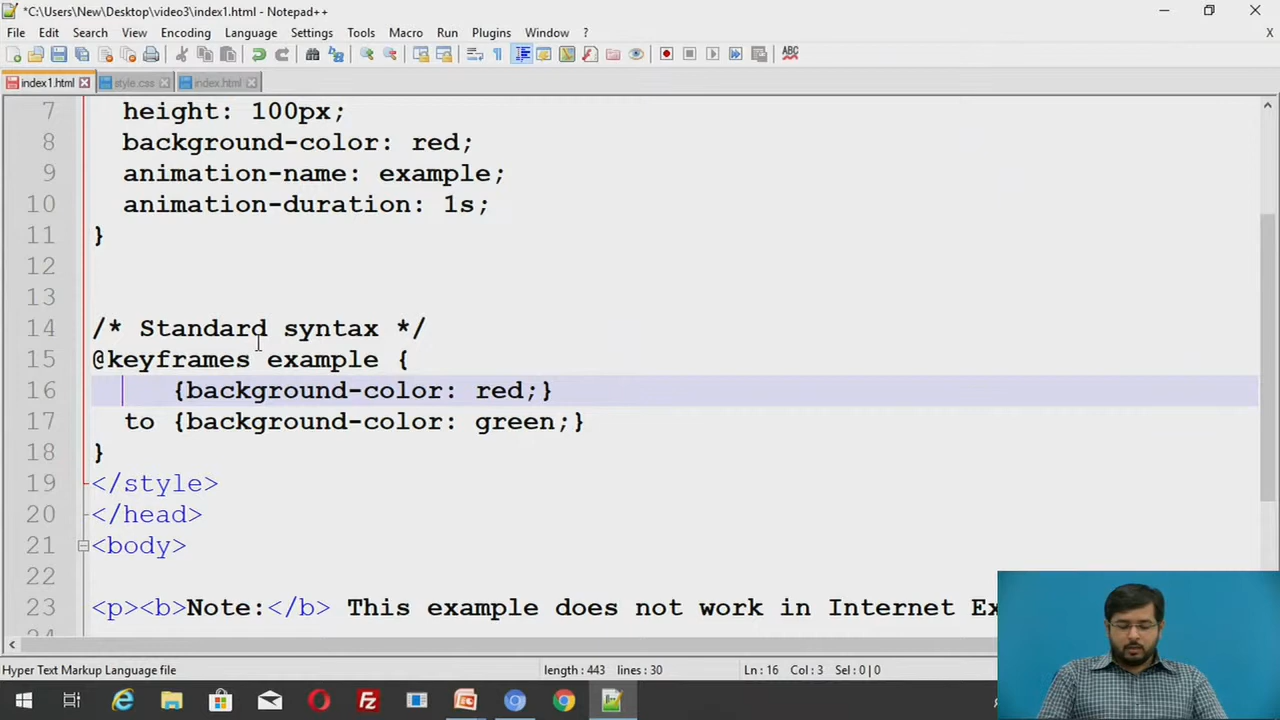 *C:\Users\New\Desktop\video3\index1.html - Notepad++
File Edit Search View Encoding Language Settings Tools Macro Run Plugins Window ? X
ABC
index1.html style.css index.html
7 height: 100px;
8 background-color: red;
9 animation-name: example;
10 animation-duration: 1s;
11 }
12
13
14 /* Standard syntax */
15 @keyframes example {
16 {background-color: red;}
17 to {background-color: green;}
18 }
19 </style>
20 </head>
21 <body>
22
23 <p><b>Note:</b> This example does not work in Internet Ex
Hyper Text Markup Language file length : 443 lines : 30 Ln : 16 Col : 3 Sel : 0 | 0